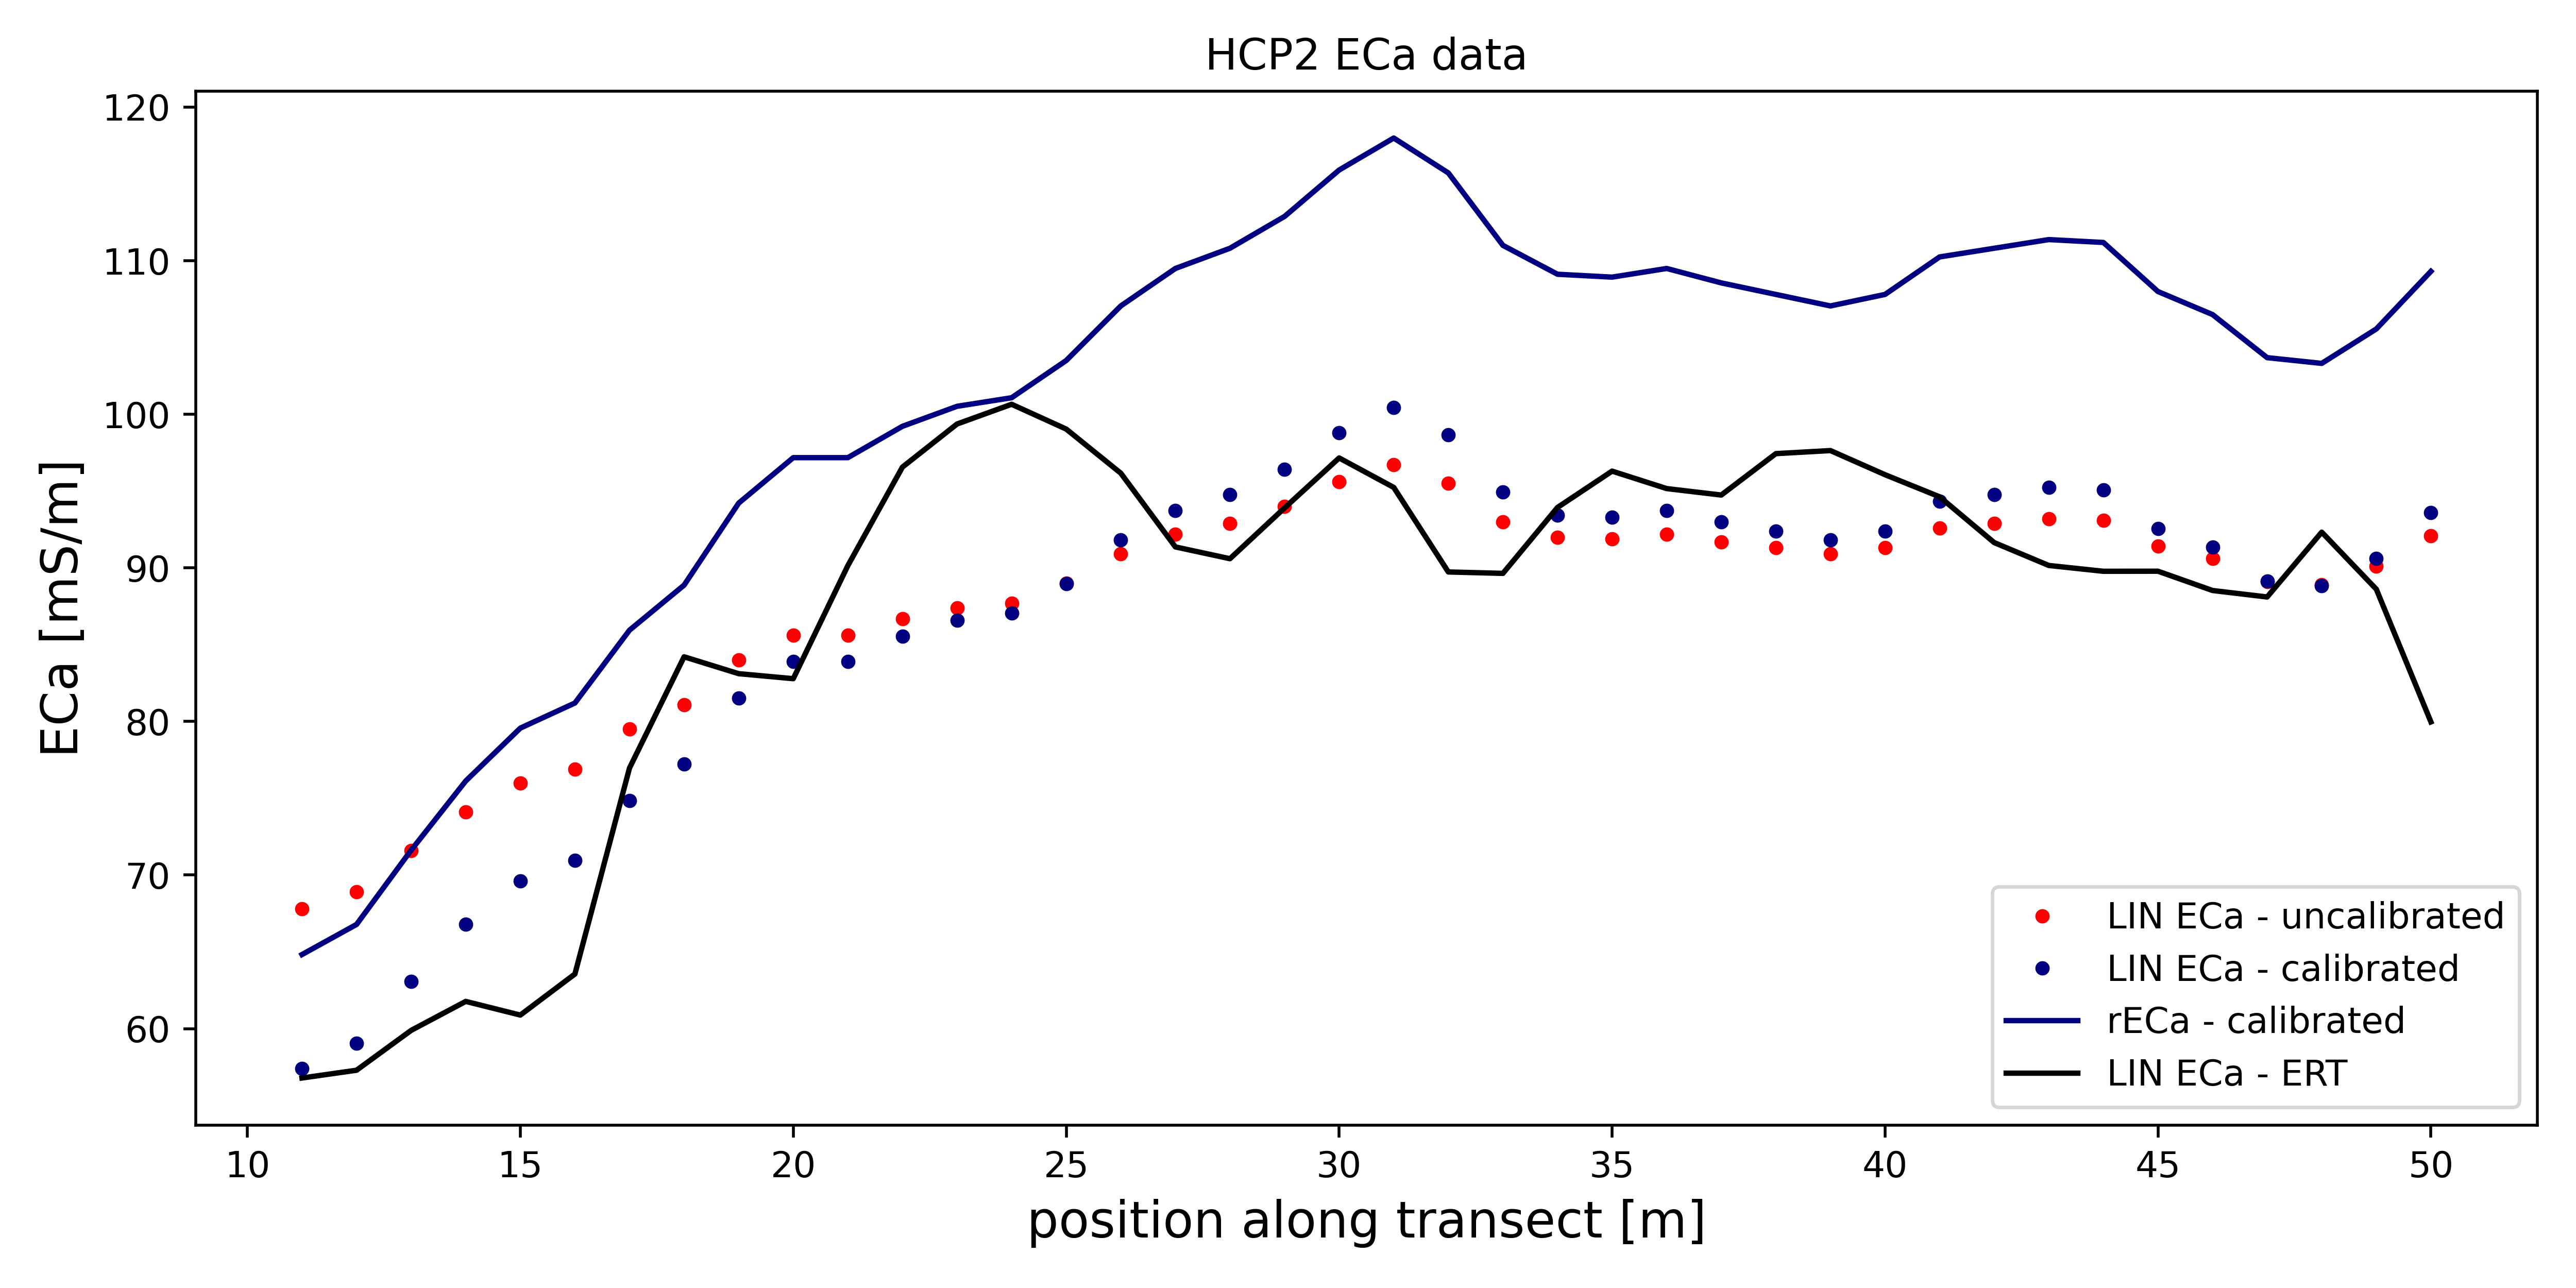 HCP2 ECa data
ECa [mS/m]
120
110
100
90
80
70
60
LIN ECa - uncalibrated
LIN ECa - calibrated
rECa - calibrated
LIN ECa - ERT
10 15 20 25 30 35 40 45 50
position along transect [m]